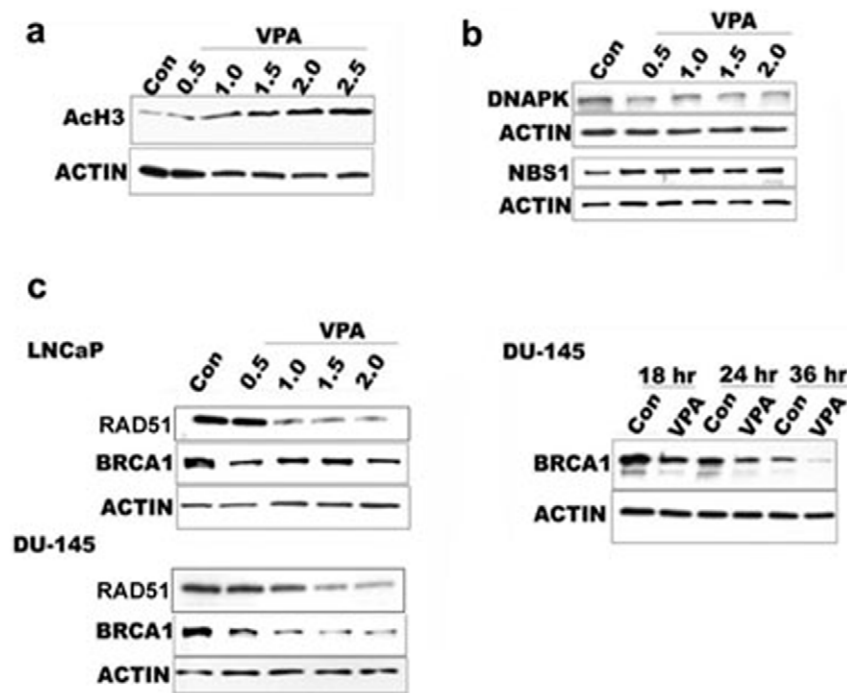 a
VPA
Con 0.5 1.0 1.5 2.0 2.5
AcH3
ACTIN
b
VPA
Con 0.5 1.0 1.5 2.0
DNAPK
ACTIN
NBS1
ACTIN
c
LNCaP
VPA
Con 0.5 1.0 1.5 2.0
RAD51
BRCA1
ACTIN
DU-145
RAD51
BRCA1
ACTIN
DU-145
18 hr 24 hr 36 hr
Con VPA Con VPA Con VPA
BRCA1
ACTIN